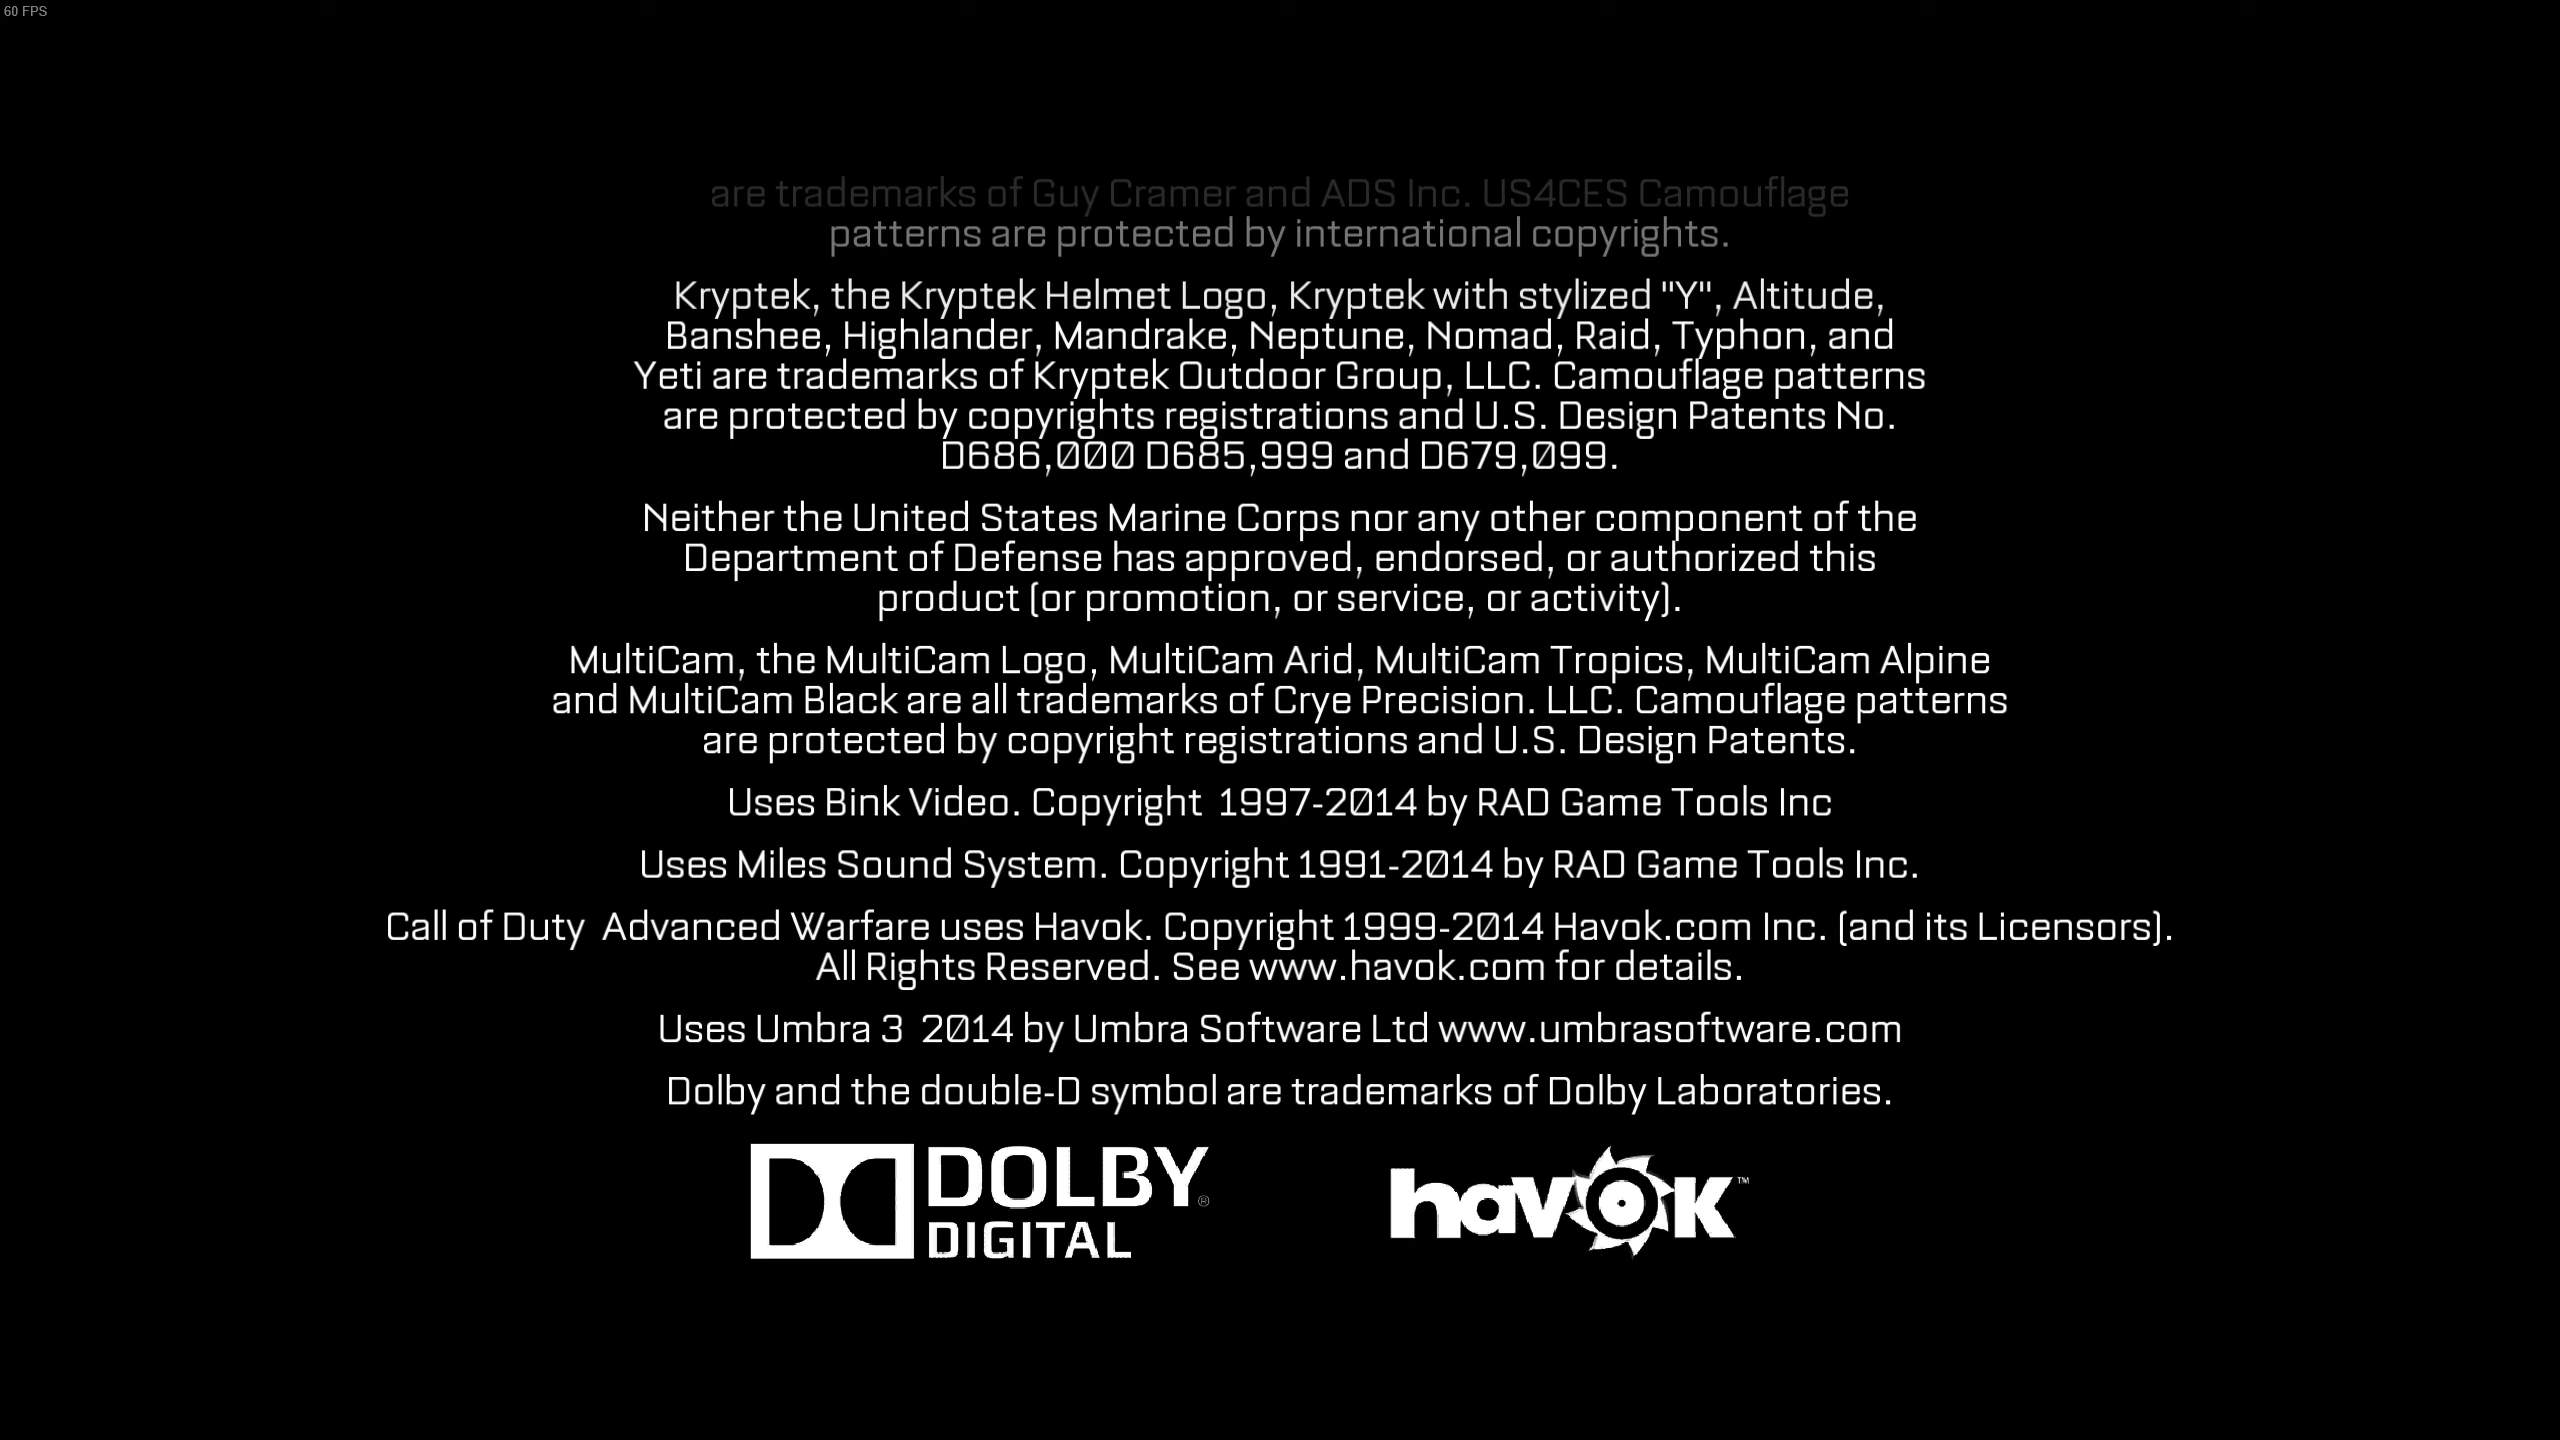 60 FPS
are trademarks of Guy Cramer and ADS Inc. US4CES Camouflage
patterns are protected by international copyrights.
Kryptek, the Kryptek Helmet Logo, Kryptek with stylized "Y", Altitude,
Banshee, Highlander, Mandrake, Neptune, Nomad, Raid, Typhon, and
Yeti are trademarks of Kryptek Outdoor Group, LLC. Camouflage patterns
are protected by copyrights registrations and U.S. Design Patents No.
D686,000 D685,999 and D679,099.
Neither the United States Marine Corps nor any other component of the
Department of Defense has approved, endorsed, or authorized this
product (or promotion, or service, or activity).
MultiCam, the MultiCam Logo, MultiCam Arid, MultiCam Tropics, MultiCam Alpine
and MultiCam Black are all trademarks of Crye Precision. LLC. Camouflage patterns
are protected by copyright registrations and U.S. Design Patents.
Uses Bink Video. Copyright  1997-2014 by RAD Game Tools Inc
Uses Miles Sound System. Copyright 1991-2014 by RAD Game Tools Inc.
Call of Duty  Advanced Warfare uses Havok. Copyright 1999-2014 Havok.com Inc. (and its Licensors).
All Rights Reserved. See www.havok.com for details.
Uses Umbra 3  2014 by Umbra Software Ltd www.umbrasoftware.com
Dolby and the double-D symbol are trademarks of Dolby Laboratories.
DOLBY®
DIGITAL
havok™